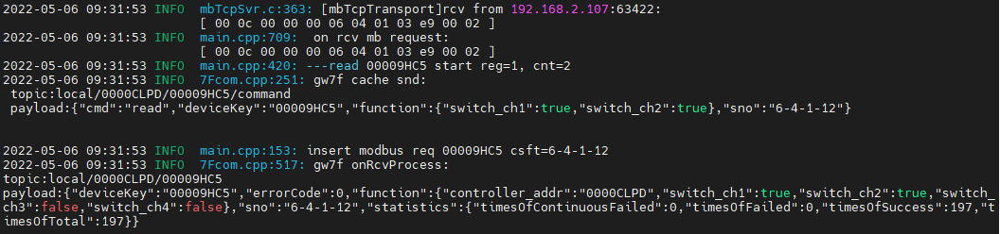 2022-05-06 09:31:53 INFO  mbTcpSvr.c:363: [mbTcpTransport]rcv from 192.168.2.107:63422:
[ 00 0c 00 00 00 06 04 01 03 e9 00 02 ]
2022-05-06 09:31:53 INFO  main.cpp:709:  on rcv mb request:
[ 00 0c 00 00 00 06 04 01 03 e9 00 02 ]
2022-05-06 09:31:53 INFO  main.cpp:420: ---read 00009HC5 start reg=1, cnt=2
2022-05-06 09:31:53 INFO  7Fcom.cpp:251: gw7f cache snd:
topic:local/0000CLPD/00009HC5/command
payload:{"cmd":"read","deviceKey":"00009HC5","function":{"switch_ch1":true,"switch_ch2":true},"sno":"6-4-1-12"}
2022-05-06 09:31:53 INFO  main.cpp:153: insert modbus req 00009HC5 csft=6-4-1-12
2022-05-06 09:31:53 INFO  7Fcom.cpp:517: gw7f onRcvProcess:
topic:local/0000CLPD/00009HC5
payload:{"deviceKey":"00009HC5","errorCode":0,"function":{"controller_addr":"0000CLPD","switch_ch1":true,"switch_ch2":true,"switch_
ch3":false,"switch_ch4":false},"sno":"6-4-1-12","statistics":{"timesOfContinuousFailed":0,"timesOfFailed":0,"timesOfSuccess":197,"t
imesOfTotal":197}}